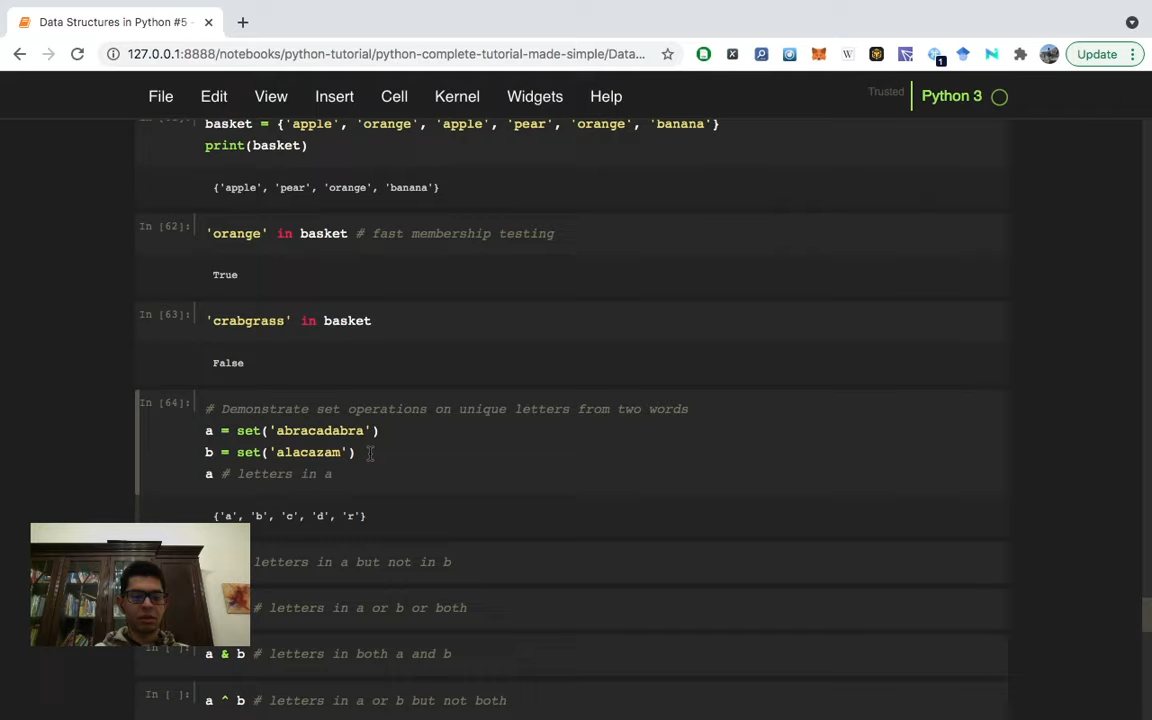 Data Structures in Python #5 -
127.0.0.1:8888/notebooks/python-tutorial/python-complete-tutorial-made-simple/Data...
Update
File Edit View Insert Cell Kernel Widgets Help
Trusted Python 3
basket = {'apple', 'orange', 'apple', 'pear', 'orange', 'banana'}
print(basket)
{'apple', 'pear', 'orange', 'banana'}
In [62]: 'orange' in basket # fast membership testing
True
In [63]: 'crabgrass' in basket
False
In [64]: # Demonstrate set operations on unique letters from two words
a = set('abracadabra')
b = set('alacazam')
a # letters in a
{'a', 'b', 'c', 'd', 'r'}
letters in a but not in b
# letters in a or b or both
In [ ]: a & b # letters in both a and b
In [ ]: a ^ b # letters in a or b but not both